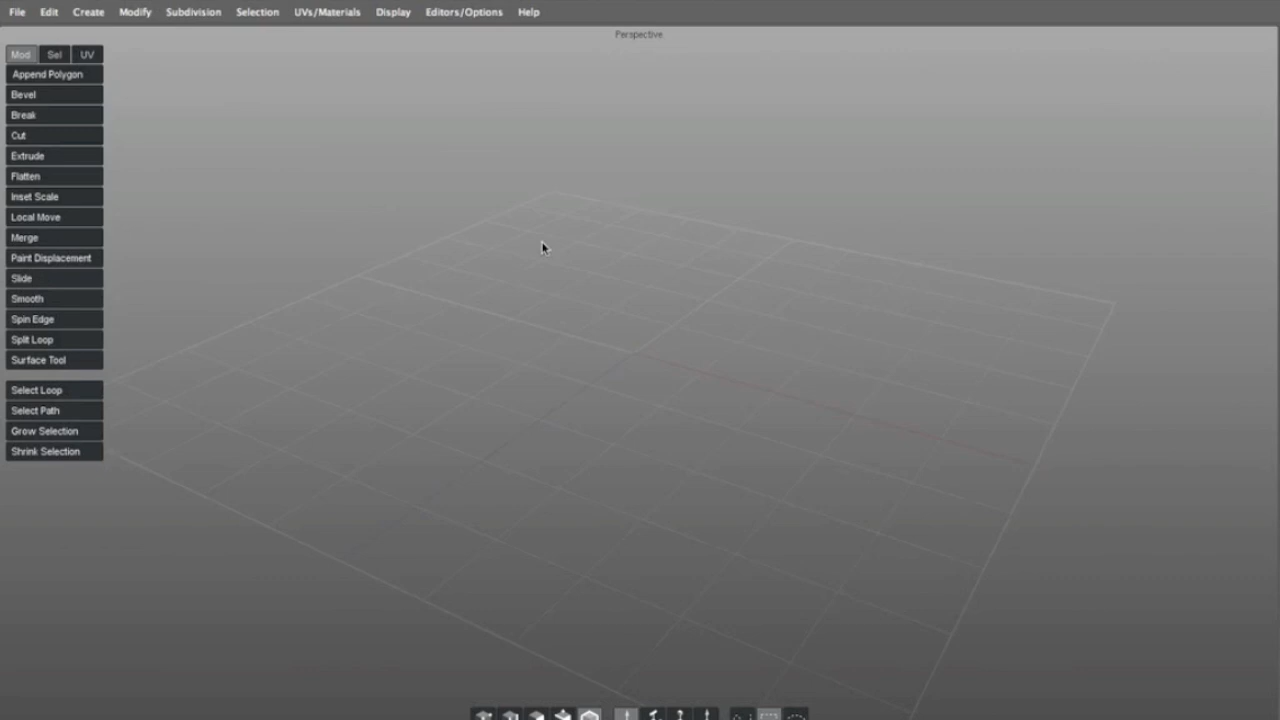 File Edit Create Modify Subdivision Selection UVs/Materials Display Editors/Options Help
Perspective
Mod Sel UV
Append Polygon
Bevel
Break
Cut
Extrude
Flatten
Inset Scale
Local Move
Merge
Paint Displacement
Slide
Smooth
Spin Edge
Split Loop
Surface Tool
Select Loop
Select Path
Grow Selection
Shrink Selection